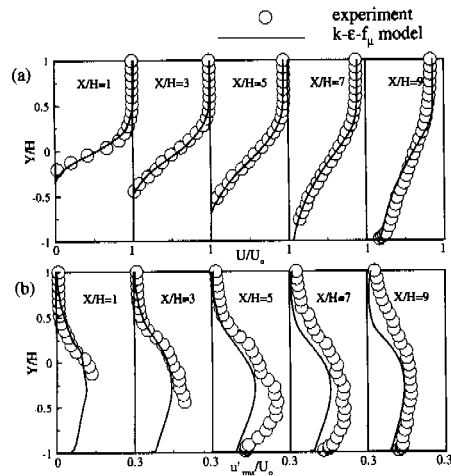 experiment
k-ε-fμ model
(a)
X/H=1 X/H=3 X/H=5 X/H=7 X/H=9
Y/H
1
0.5
0
-0.5
-1
0 1 1 1 1 1
U/Uo
(b)
X/H=1 X/H=3 X/H=5 X/H=7 X/H=9
Y/H
1
0.5
0
-0.5
-1
0 0.3 0.3 0.3 0.3 0.3
u'rms/Uo